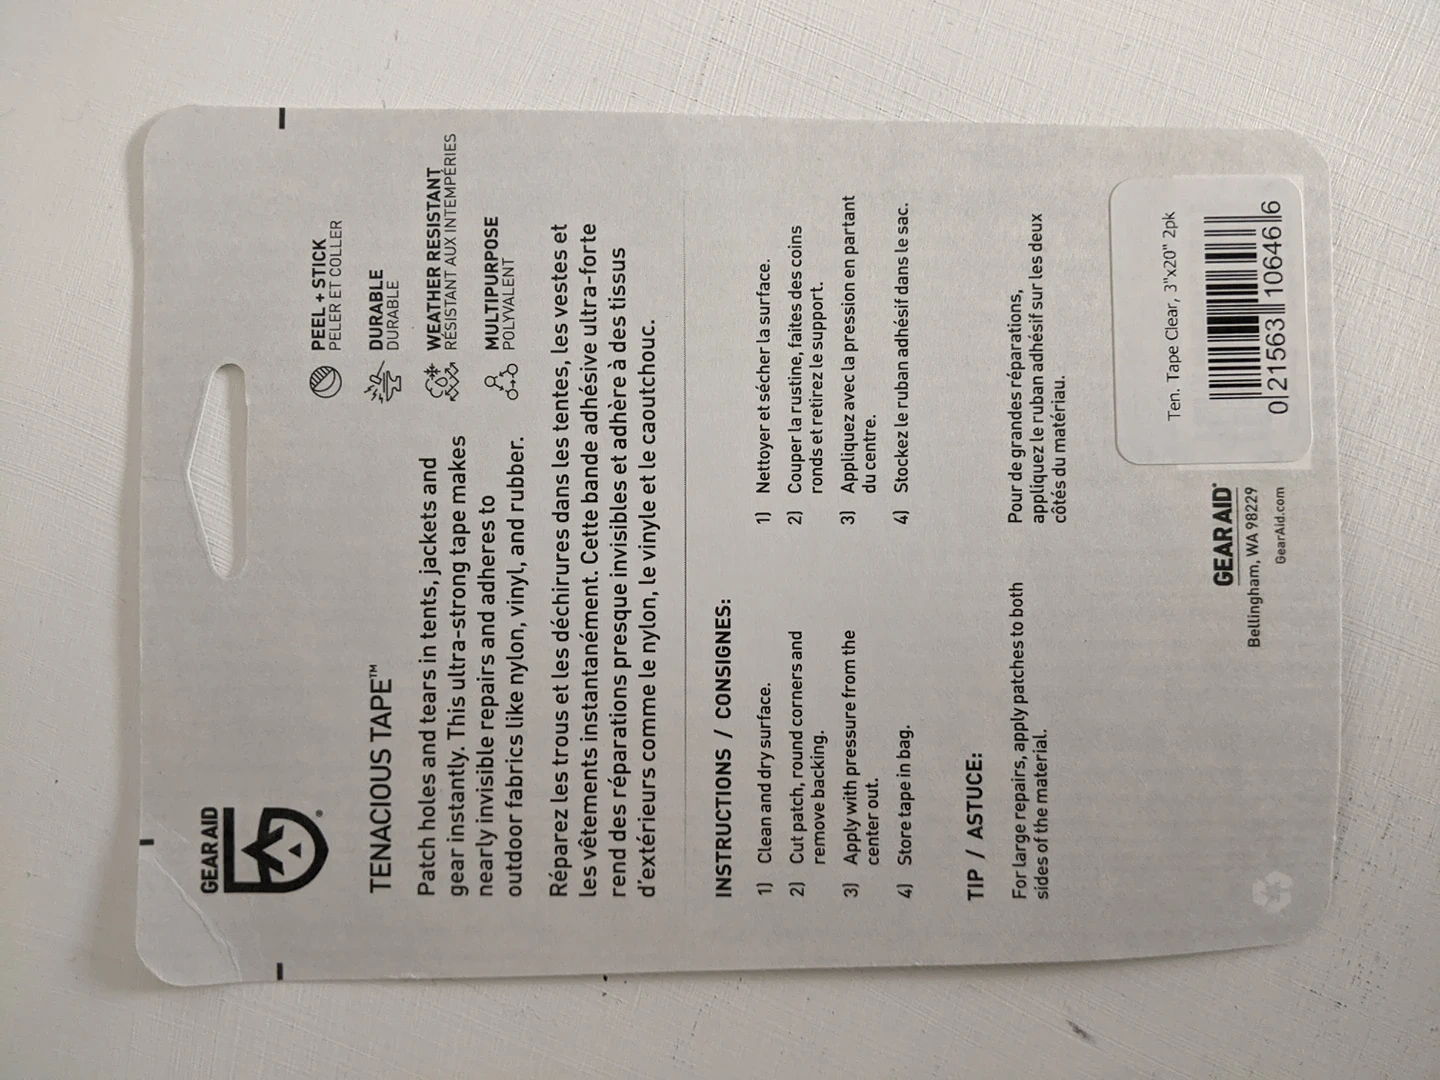 GEAR AID
®
PEEL + STICK
PELER ET COLLER
DURABLE
DURABLE
WEATHER RESISTANT
RÉSISTANT AUX INTEMPÉRIES
MULTIPURPOSE
POLYVALENT
TENACIOUS TAPE™
Patch holes and tears in tents, jackets and
gear instantly. This ultra-strong tape makes
nearly invisible repairs and adheres to
outdoor fabrics like nylon, vinyl, and rubber.
Réparez les trous et les déchirures dans les tentes, les vestes et
les vêtements instantanément. Cette bande adhésive ultra-forte
rend des réparations presque invisibles et adhère à des tissus
d'extérieurs comme le nylon, le vinyle et le caoutchouc.
INSTRUCTIONS / CONSIGNES:
1) Clean and dry surface.
2) Cut patch, round corners and
remove backing.
3) Apply with pressure from the
center out.
4) Store tape in bag.
1) Nettoyer et sécher la surface.
2) Couper la rustine, faites des coins
ronds et retirez le support.
3) Appliquez avec la pression en partant
du centre.
4) Stockez le ruban adhésif dans le sac.
TIP / ASTUCE:
For large repairs, apply patches to both
sides of the material.
Pour de grandes réparations,
appliquez le ruban adhésif sur les deux
côtés du matériau.
GEAR AID®
Bellingham, WA 98229
GearAid.com
Ten. Tape Clear, 3"x20" 2pk
0 21563 10646 6